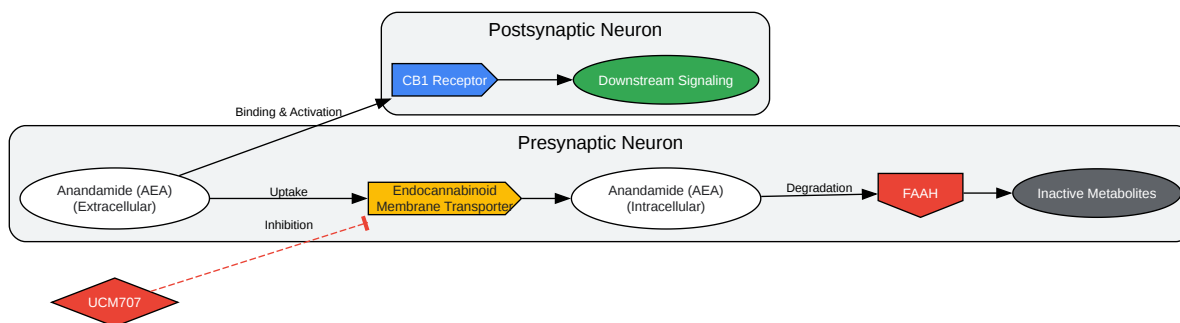 Postsynaptic Neuron
CB1 Receptor
Downstream Signaling
Binding & Activation
Presynaptic Neuron
Anandamide (AEA)
(Extracellular)
Uptake
Endocannabinoid
Membrane Transporter
Anandamide (AEA)
(Intracellular)
Degradation
FAAH
Inactive Metabolites
Inhibition
UCM707